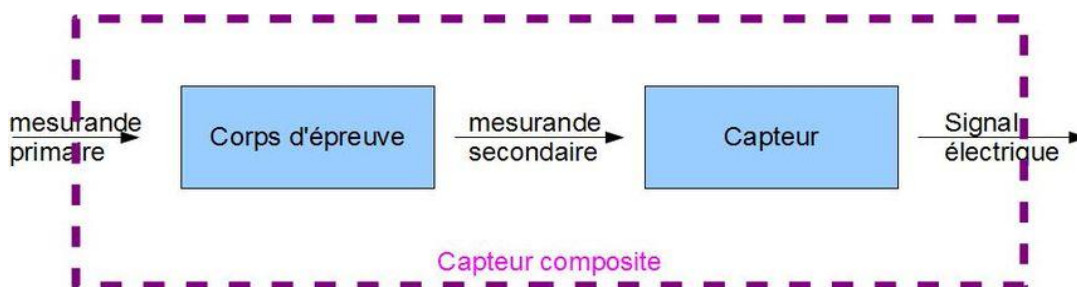 mesurande
primaire
Corps d'épreuve
mesurande
secondaire
Capteur
Signal
électrique
Capteur composite